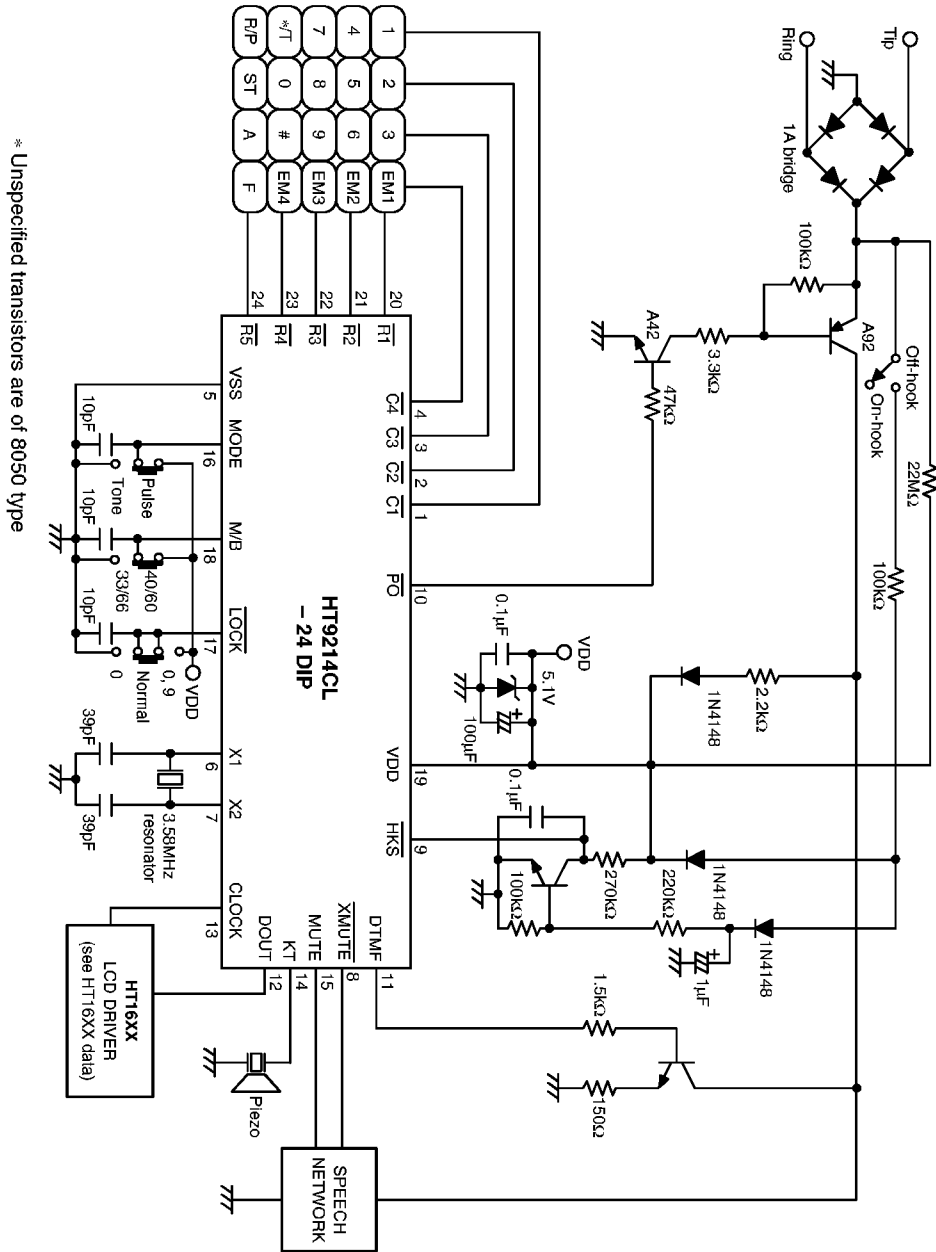 Tip
Ring
1A bridge
100kΩ
A92
Off-hook
On-hook
22MΩ
100kΩ
3.3kΩ
A42
47kΩ
1 2 3 EM1
4 5 6 EM2
7 8 9 EM3
*/T 0 # EM4
R/P ST A F
20 R1
21 R2
22 R3
23 R4
24 R5
C4 4
C3 3
C2 2
C1 1
PO 10
VDD 19
HKS 9
HT9214CL
– 24 DIP
VSS 5
MODE 16
M/B 18
LOCK 17
X1 6
X2 7
CLOCK 13
DTMF 11
XMUTE 8
MUTE 15
KT 14
DOUT 12
VDD
0.1µF
5.1V
100µF
2.2kΩ
1N4148
0.1µF
270kΩ
100kΩ
220kΩ
1N4148
1N4148
1µF
1.5kΩ
150Ω
10pF
Pulse
Tone
10pF
40/60
33/66
10pF
0, 9
Normal
0
VDD
39pF
39pF
3.58MHz
resonator
HT16XX
LCD DRIVER
(see HT16XX data)
Piezo
SPEECH
NETWORK
* Unspecified transistors are of 8050 type